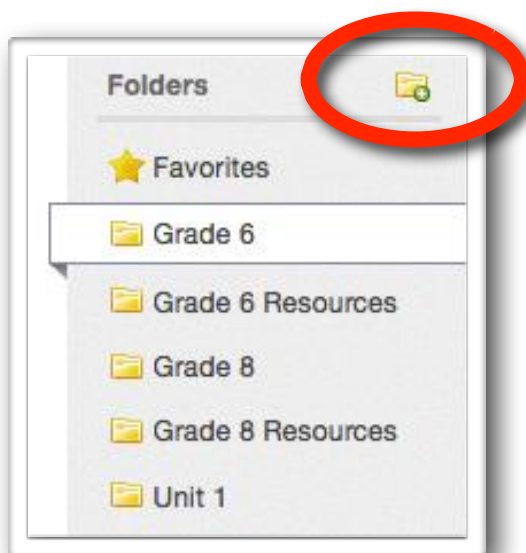 Folders
Favorites
Grade 6
Grade 6 Resources
Grade 8
Grade 8 Resources
Unit 1